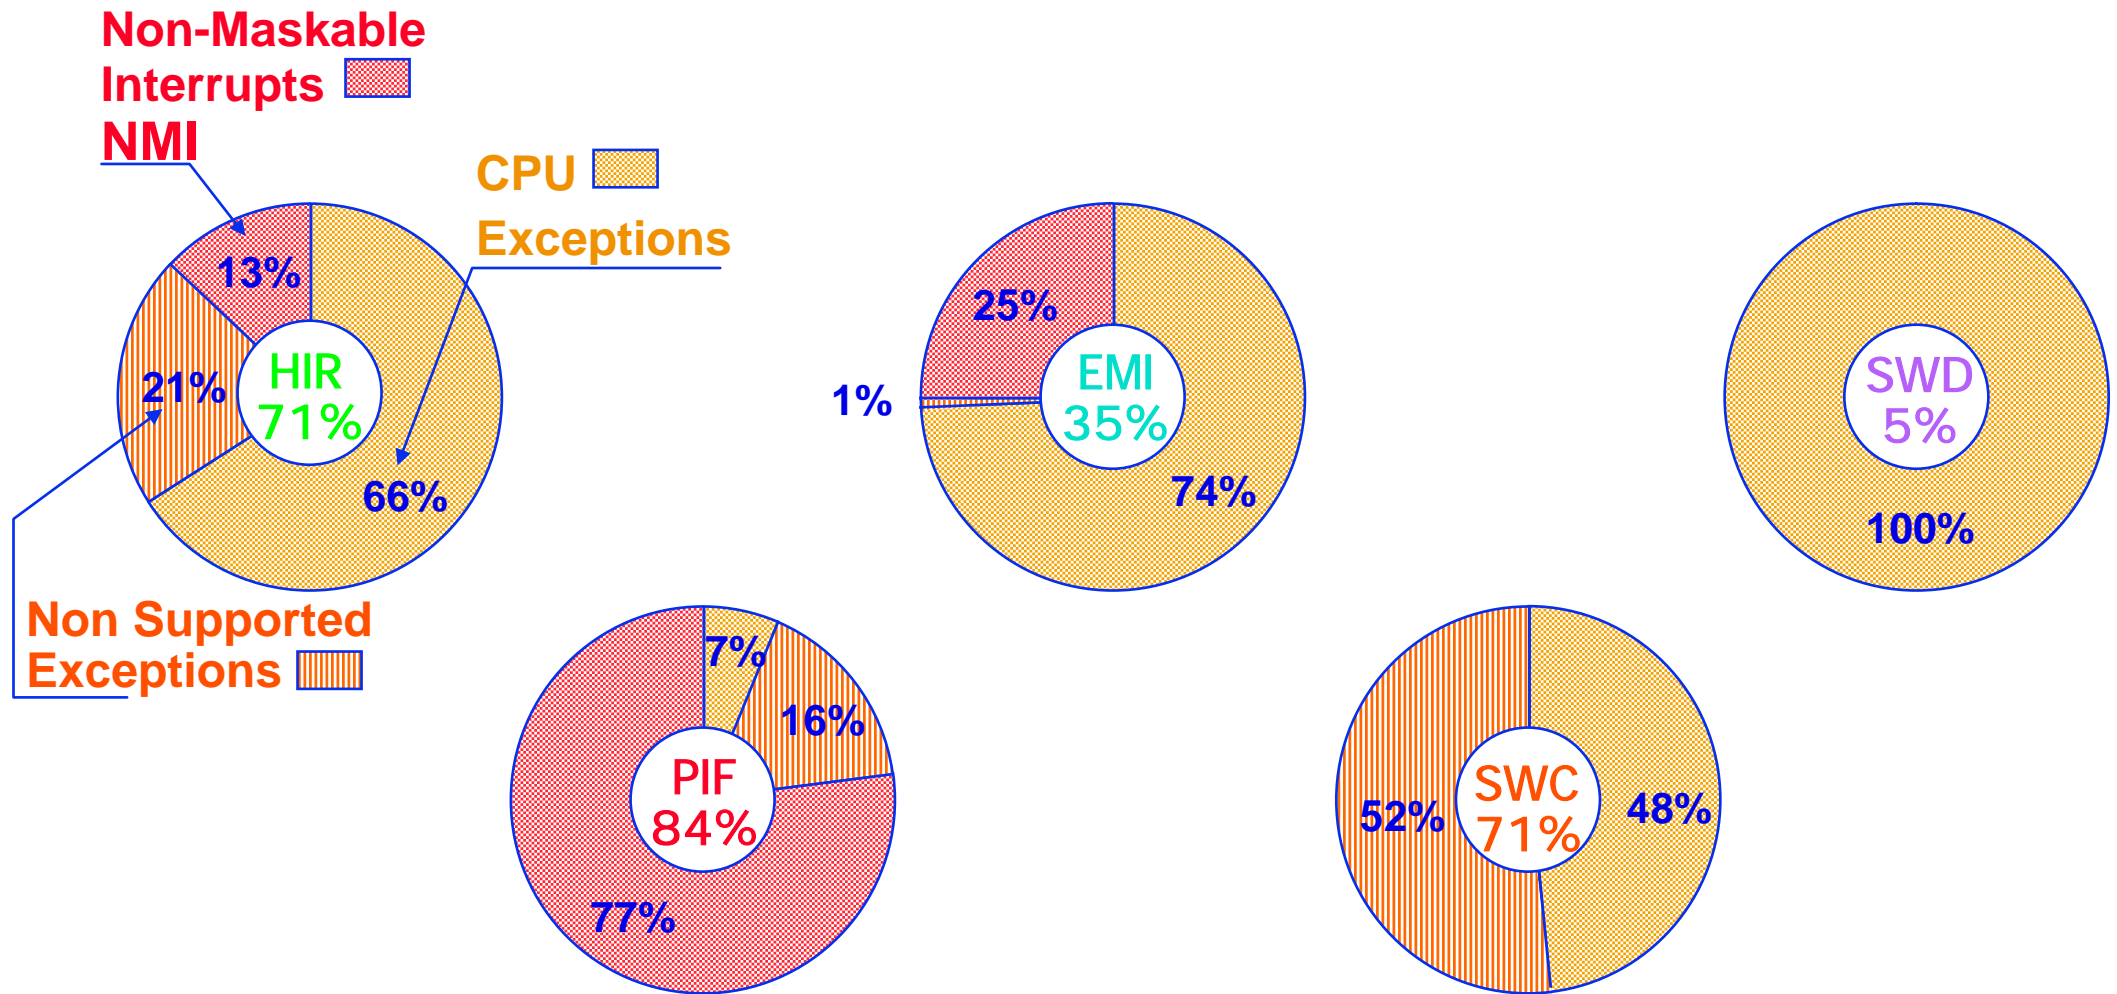 Non-Maskable
Interrupts
NMI
CPU
Exceptions
13%
21%
66%
HIR
71%
Non Supported
Exceptions
25%
1%
74%
EMI
35%
SWD
5%
100%
7%
16%
77%
PIF
84%
52%
48%
SWC
71%